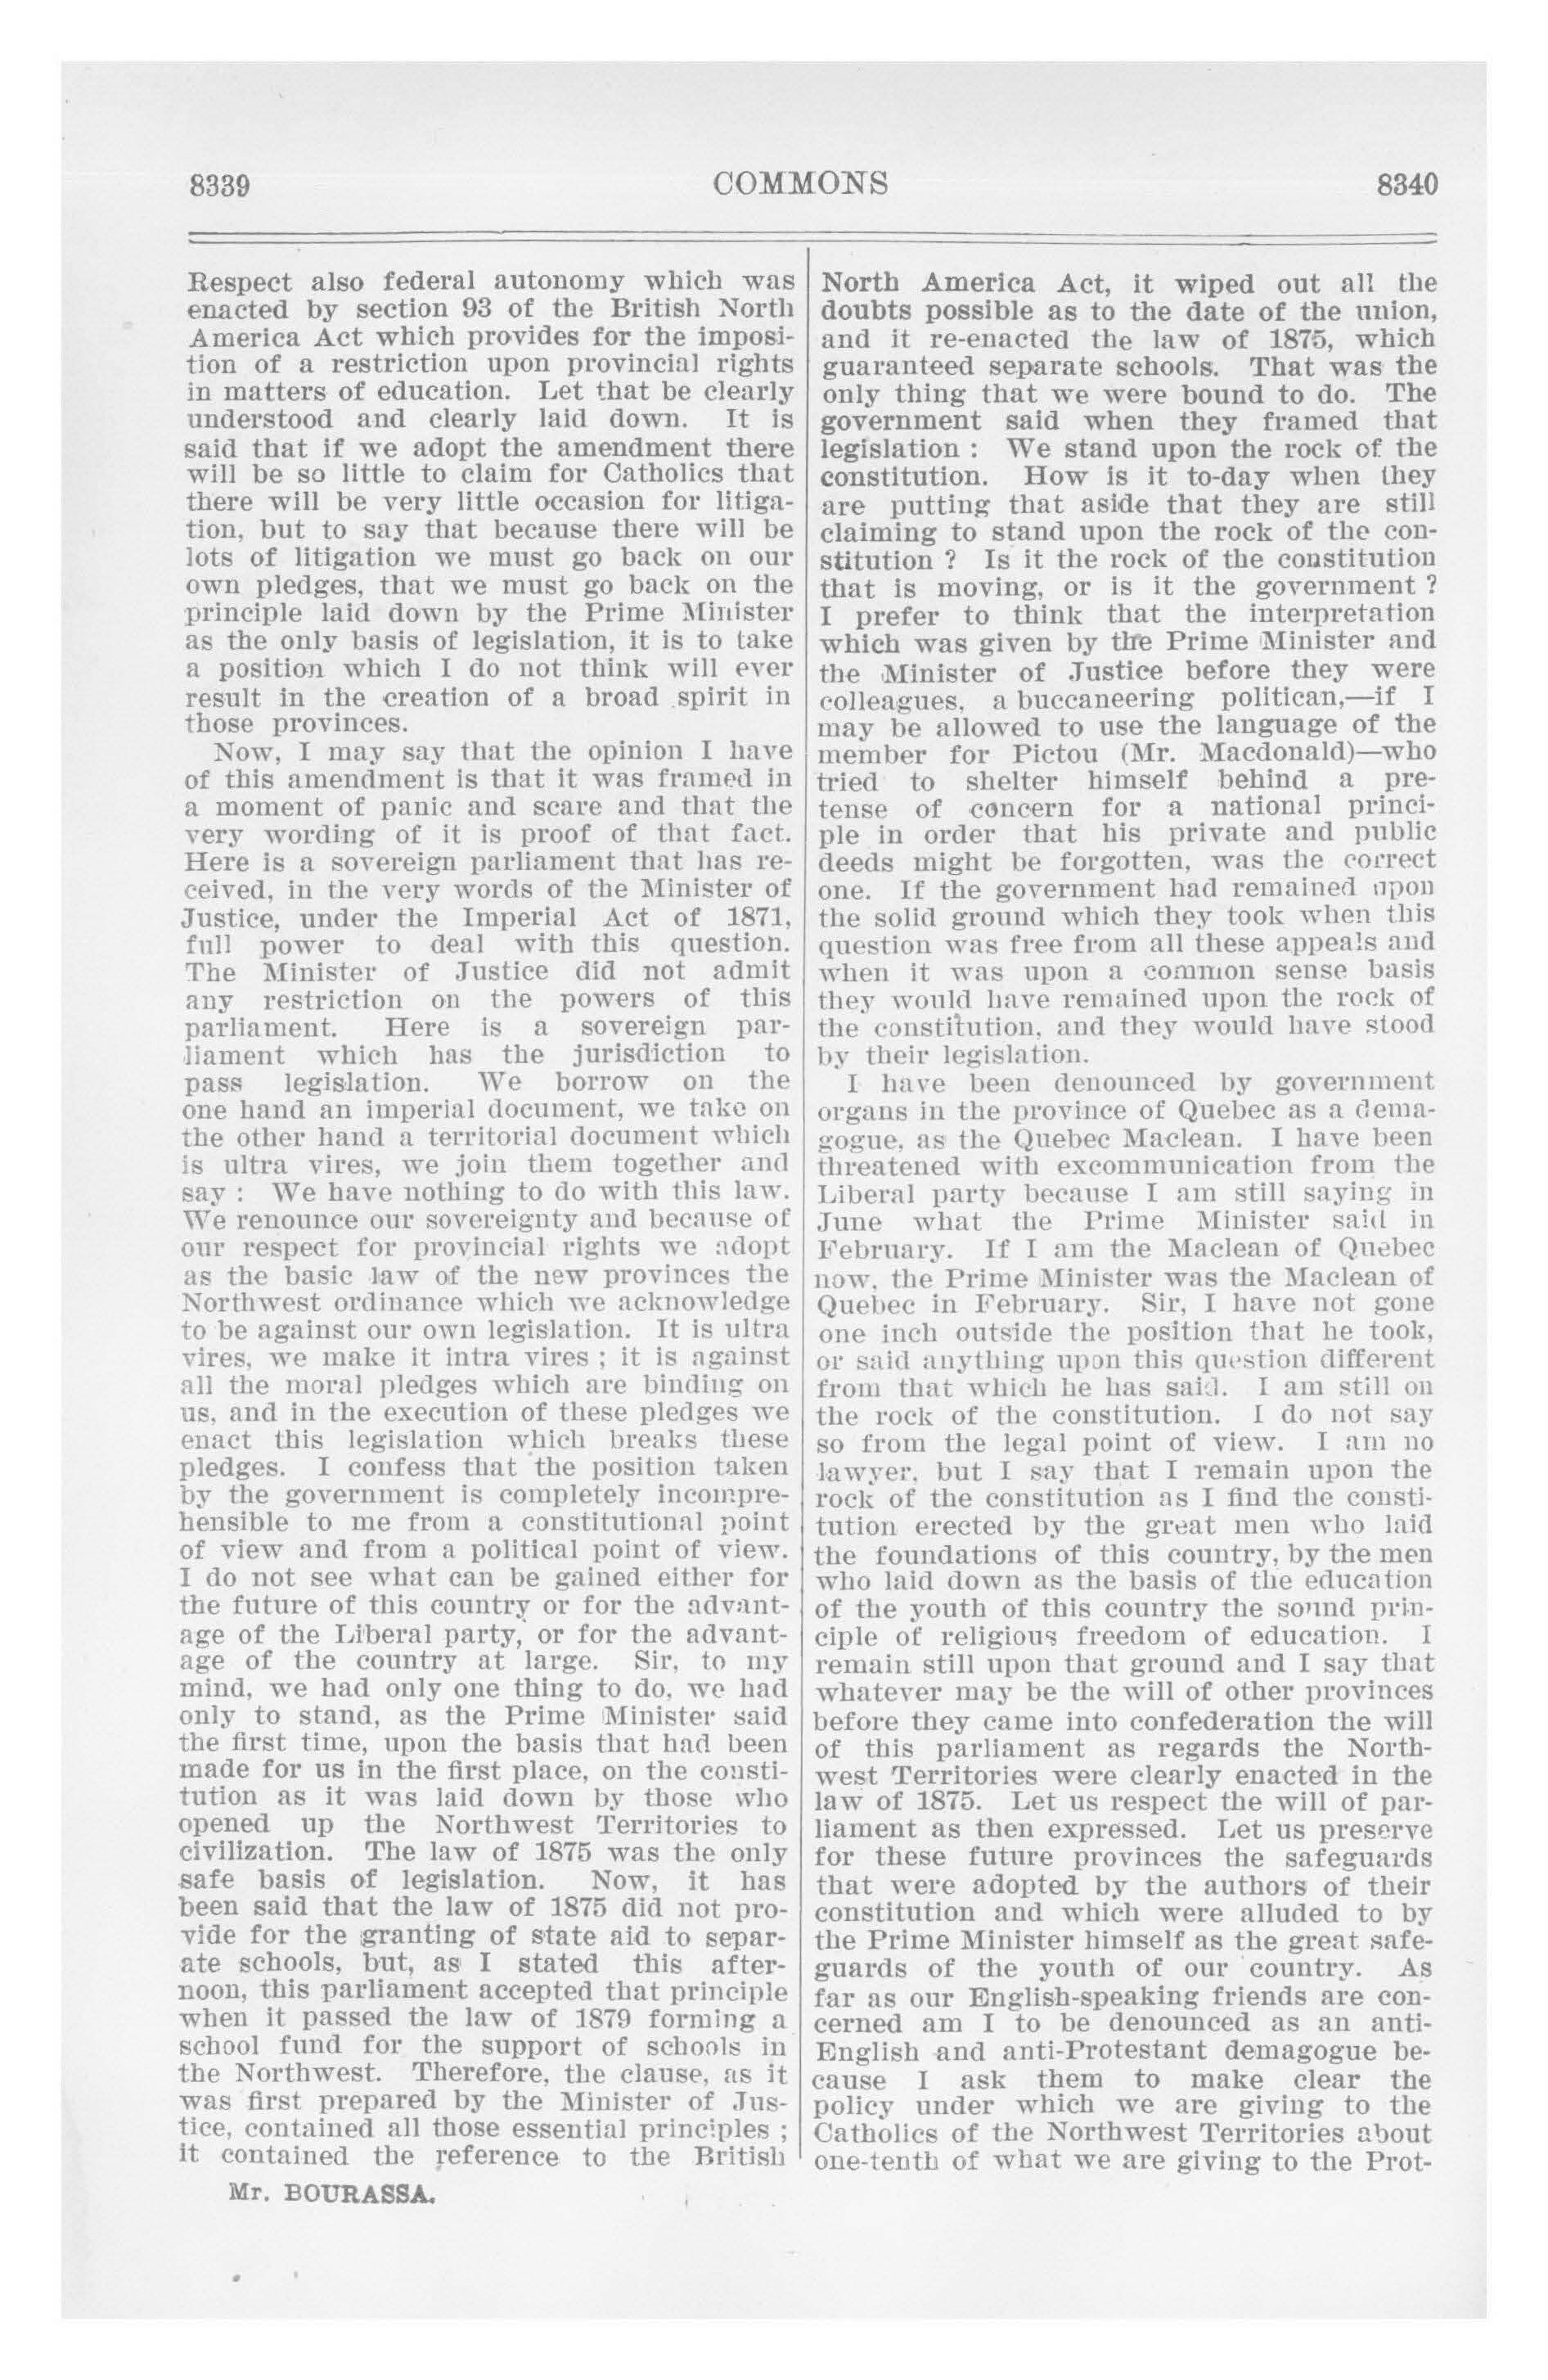 8339 COMMONS 8340
Respect also federal autonomy which was
enacted by section 93 of the British North
America Act which provides for the imposi-
tion of a restriction upon provincial rights
in matters of education. Let that be clearly
understood and clearly laid down. It is
said that if we adopt the amendment there
will be so little to claim for Catholics that
there will be very little occasion for litiga-
tion, but to say that because there will be
lots of litigation we must go back on our
own pledges, that we must go back on the
principle laid down by the Prime Minister
as the only basis of legislation, it is to take
a position which I do not think will ever
result in the creation of a broad spirit in
those provinces.
Now, I may say that the opinion I have
of this amendment is that it was framed in
a moment of panic and scare and that the
very wording of it is proof of that fact.
Here is a sovereign parliament that has re-
ceived, in the very words of the Minister of
Justice, under the Imperial Act of 1871,
full power to deal with this question.
The Minister of Justice did not admit
any restriction on the powers of this
parliament. Here is a sovereign par-
liament which has the jurisdiction to
pass legislation. We borrow on the
one hand an imperial document, we take on
the other hand a territorial document which
is ultra vires, we join them together and
say : We have nothing to do with this law.
We renounce our sovereignty and because of
our respect for provincial rights we adopt
as the basic law of the new provinces the
Northwest ordinance which we acknowledge
to be against our own legislation. It is ultra
vires, we make it intra vires ; it is against
all the moral pledges which are binding on
us, and in the execution of these pledges we
enact this legislation which breaks these
pledges. I confess that the position taken
by the government is completely incompre-
hensible to me from a constitutional point
of view and from a political point of view.
I do not see what can be gained either for
the future of this country or for the advant-
age of the Liberal party, or for the advant-
age of the country at large. Sir, to my
mind, we had only one thing to do, we had
only to stand, as the Prime Minister said
the first time, upon the basis that had been
made for us in the first place, on the consti-
tution as it was laid down by those who
opened up the Northwest Territories to
civilization. The law of 1875 was the only
safe basis of legislation. Now, it has
been said that the law of 1875 did not pro-
vide for the granting of state aid to separ-
ate schools, but, as I stated this after-
noon, this parliament accepted that principle
when it passed the law of 1879 forming a
school fund for the support of schools in
the Northwest. Therefore, the clause, as it
was first prepared by the Minister of Jus-
tice, contained all those essential principles ;
it contained the reference to the British
Mr. BOURASSA.
North America Act, it wiped out all the
doubts possible as to the date of the union,
and it re-enacted the law of 1875, which
guaranteed separate schools. That was the
only thing that we were bound to do. The
government said when they framed that
legislation : We stand upon the rock of the
constitution. How is it to-day when they
are putting that aside that they are still
claiming to stand upon the rock of the con-
stitution ? Is it the rock of the constitution
that is moving, or is it the government ?
I prefer to think that the interpretation
which was given by the Prime Minister and
the Minister of Justice before they were
colleagues, a buccaneering politican,—if I
may be allowed to use the language of the
member for Pictou (Mr. Macdonald)—who
tried to shelter himself behind a pre-
tense of concern for a national princi-
ple in order that his private and public
deeds might be forgotten, was the correct
one. If the government had remained upon
the solid ground which they took when this
question was free from all these appeals and
when it was upon a common sense basis
they would have remained upon the rock of
the constitution, and they would have stood
by their legislation.
I have been denounced by government
organs in the province of Quebec as a dema-
gogue, as the Quebec Maclean. I have been
threatened with excommunication from the
Liberal party because I am still saying in
June what the Prime Minister said in
February. If I am the Maclean of Quebec
now, the Prime Minister was the Maclean of
Quebec in February. Sir, I have not gone
one inch outside the position that he took,
or said anything upon this question different
from that which he has said. I am still on
the rock of the constitution. I do not say
so from the legal point of view. I am no
lawyer, but I say that I remain upon the
rock of the constitution as I find the consti-
tution erected by the great men who laid
the foundations of this country, by the men
who laid down as the basis of the education
of the youth of this country the sound prin-
ciple of religious freedom of education. I
remain still upon that ground and I say that
whatever may be the will of other provinces
before they came into confederation the will
of this parliament as regards the North-
west Territories were clearly enacted in the
law of 1875. Let us respect the will of par-
liament as then expressed. Let us preserve
for these future provinces the safeguards
that were adopted by the authors of their
constitution and which were alluded to by
the Prime Minister himself as the great safe-
guards of the youth of our country. As
far as our English-speaking friends are con-
cerned am I to be denounced as an anti-
English and anti-Protestant demagogue be-
cause I ask them to make clear the
policy under which we are giving to the
Catholics of the Northwest Territories about
one-tenth of what we are giving to the Prot-